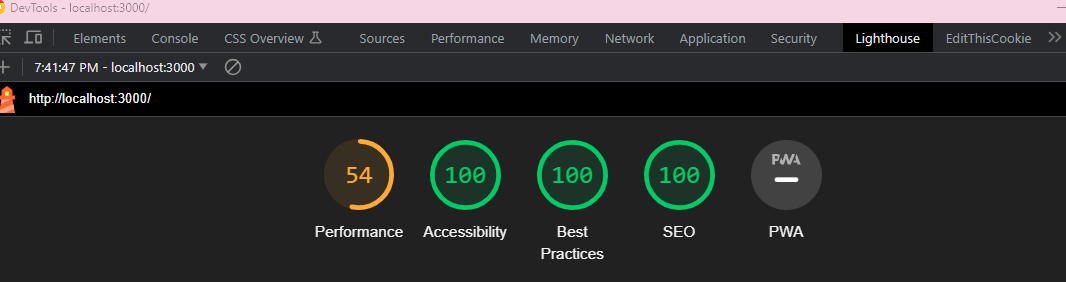 DevTools - localhost:3000/
Elements Console CSS Overview Sources Performance Memory Network Application Security Lighthouse EditThisCookie
7:41:47 PM - localhost:3000
http://localhost:3000/
54 100 100 100 PWA
Performance Accessibility Best Practices SEO PWA